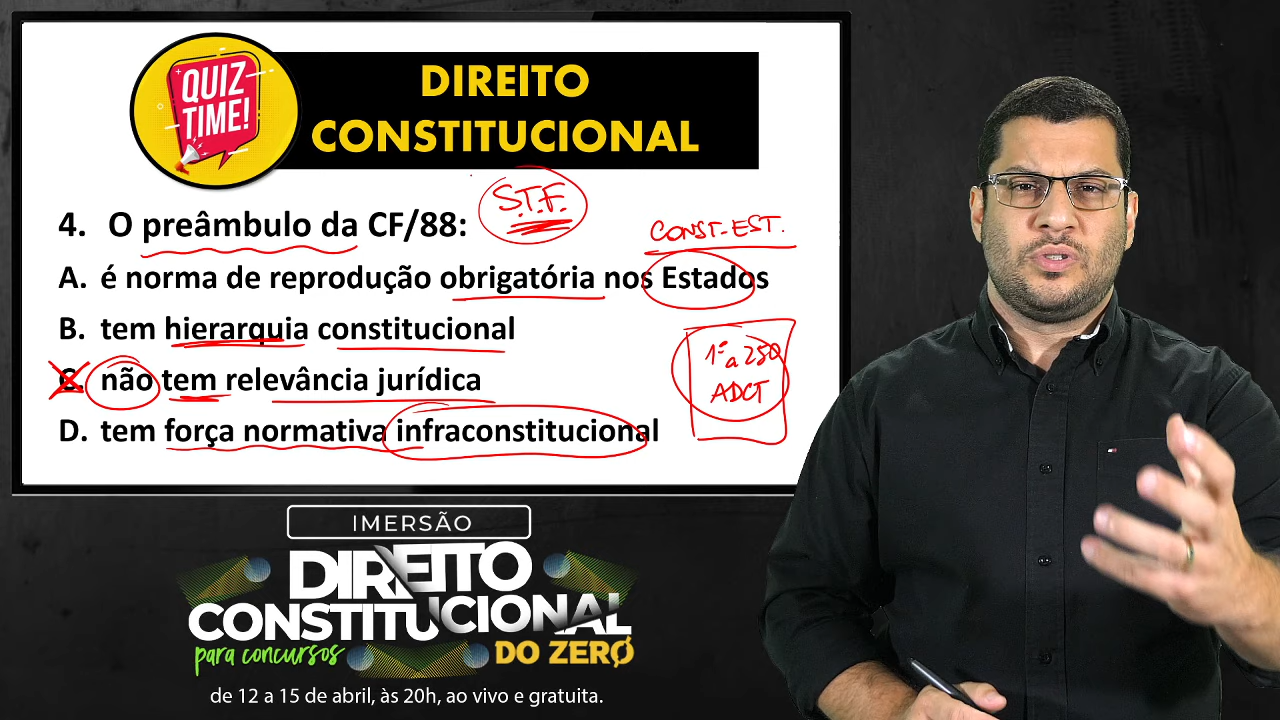 QUIZ
TIME!
DIREITO
CONSTITUCIONAL
S.T.F.
4. O preâmbulo da CF/88:
CONST. EST.
A. é norma de reprodução obrigatória nos Estados
B. tem hierarquia constitucional
1º a 250
ADCT
C. não tem relevância jurídica
D. tem força normativa infraconstitucional
IMERSÃO
DIREITO
CONSTITUCIONAL
para concursos
DO ZERO
de 12 a 15 de abril, às 20h, ao vivo e gratuita.